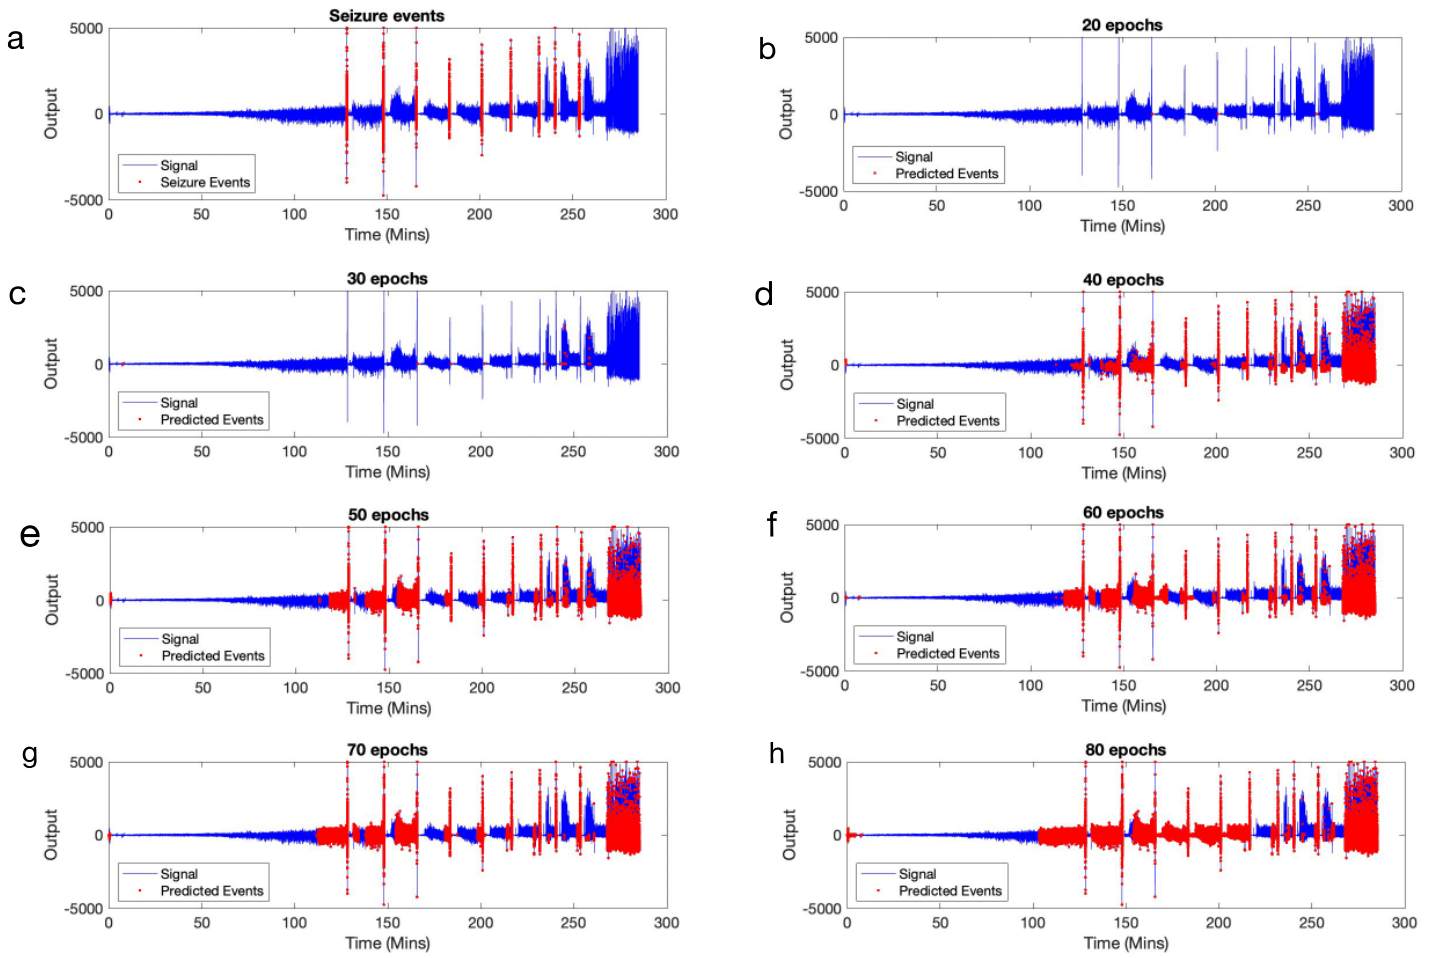 a
Seizure events
5000
0
-5000
Output
Signal
Seizure Events
0 50 100 150 200 250 300
Time (Mins)
b
20 epochs
5000
0
-5000
Output
Signal
Predicted Events
0 50 100 150 200 250 300
Time (Mins)
c
30 epochs
5000
0
-5000
Output
Signal
Predicted Events
0 50 100 150 200 250 300
Time (Mins)
d
40 epochs
5000
0
-5000
Output
Signal
Predicted Events
0 50 100 150 200 250 300
Time (Mins)
e
50 epochs
5000
0
-5000
Output
Signal
Predicted Events
0 50 100 150 200 250 300
Time (Mins)
f
60 epochs
5000
0
-5000
Output
Signal
Predicted Events
0 50 100 150 200 250 300
Time (Mins)
g
70 epochs
5000
0
-5000
Output
Signal
Predicted Events
0 50 100 150 200 250 300
Time (Mins)
h
80 epochs
5000
0
-5000
Output
Signal
Predicted Events
0 50 100 150 200 250 300
Time (Mins)